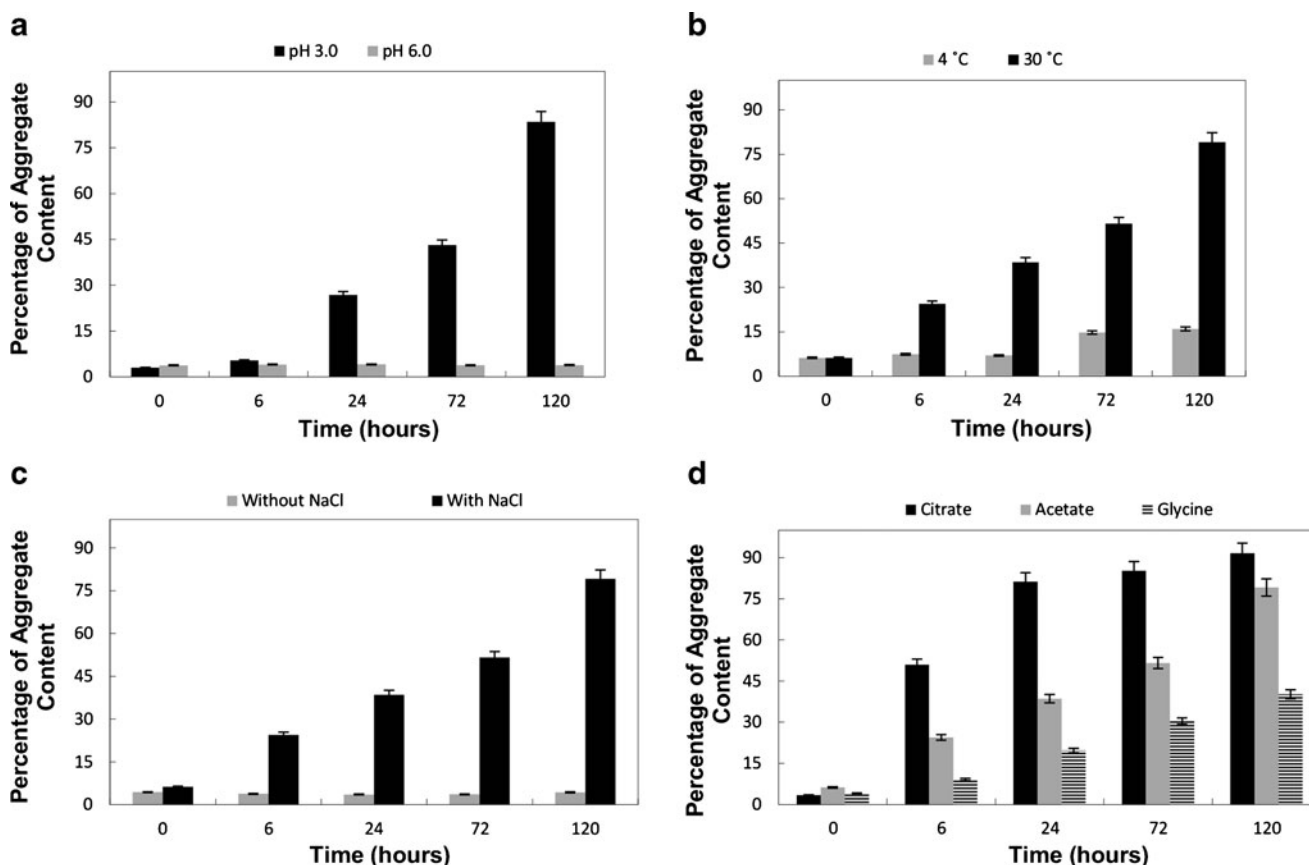 a
pH 3.0 pH 6.0
Percentage of Aggregate
Content
90
75
60
45
30
15
0
0 6 24 72 120
Time (hours)
b
4 ˚C 30 ˚C
Percentage of Aggregate
Content
90
75
60
45
30
15
0
0 6 24 72 120
Time (hours)
c
Without NaCl With NaCl
Percentage of Aggregate
Content
90
75
60
45
30
15
0
0 6 24 72 120
Time (hours)
d
Citrate Acetate Glycine
Percentage of Aggregate
Content
90
75
60
45
30
15
0
0 6 24 72 120
Time (hours)